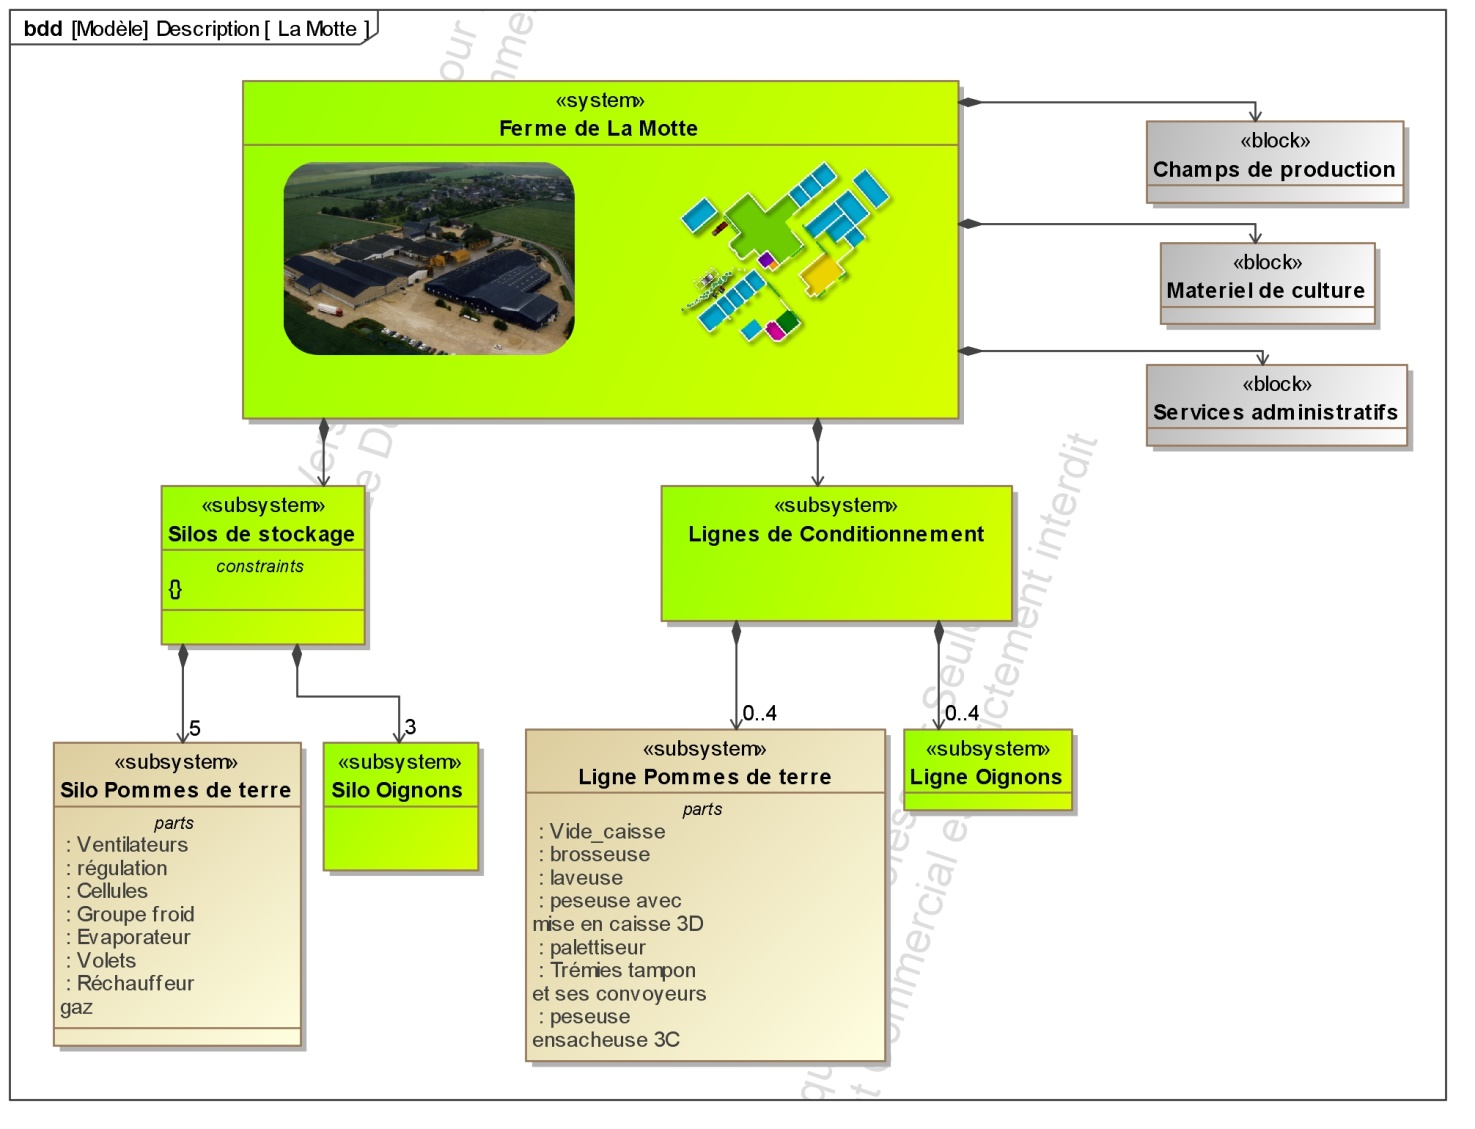 bdd [Modèle] Description [ La Motte ]
«system»
Ferme de La Motte
«block»
Champs de production
«block»
Materiel de culture
«block»
Services administratifs
«subsystem»
Silos de stockage
constraints
{}
«subsystem»
Lignes de Conditionnement
5
3
0..4
0..4
«subsystem»
Silo Pommes de terre
parts
: Ventilateurs
: régulation
: Cellules
: Groupe froid
: Evaporateur
: Volets
: Réchauffeur
gaz
«subsystem»
Silo Oignons
«subsystem»
Ligne Pommes de terre
parts
: Vide_caisse
: brosseuse
: laveuse
: peseuse avec
mise en caisse 3D
: palettiseur
: Trémies tampon
et ses convoyeurs
: peseuse
ensacheuse 3C
«subsystem»
Ligne Oignons
interdit